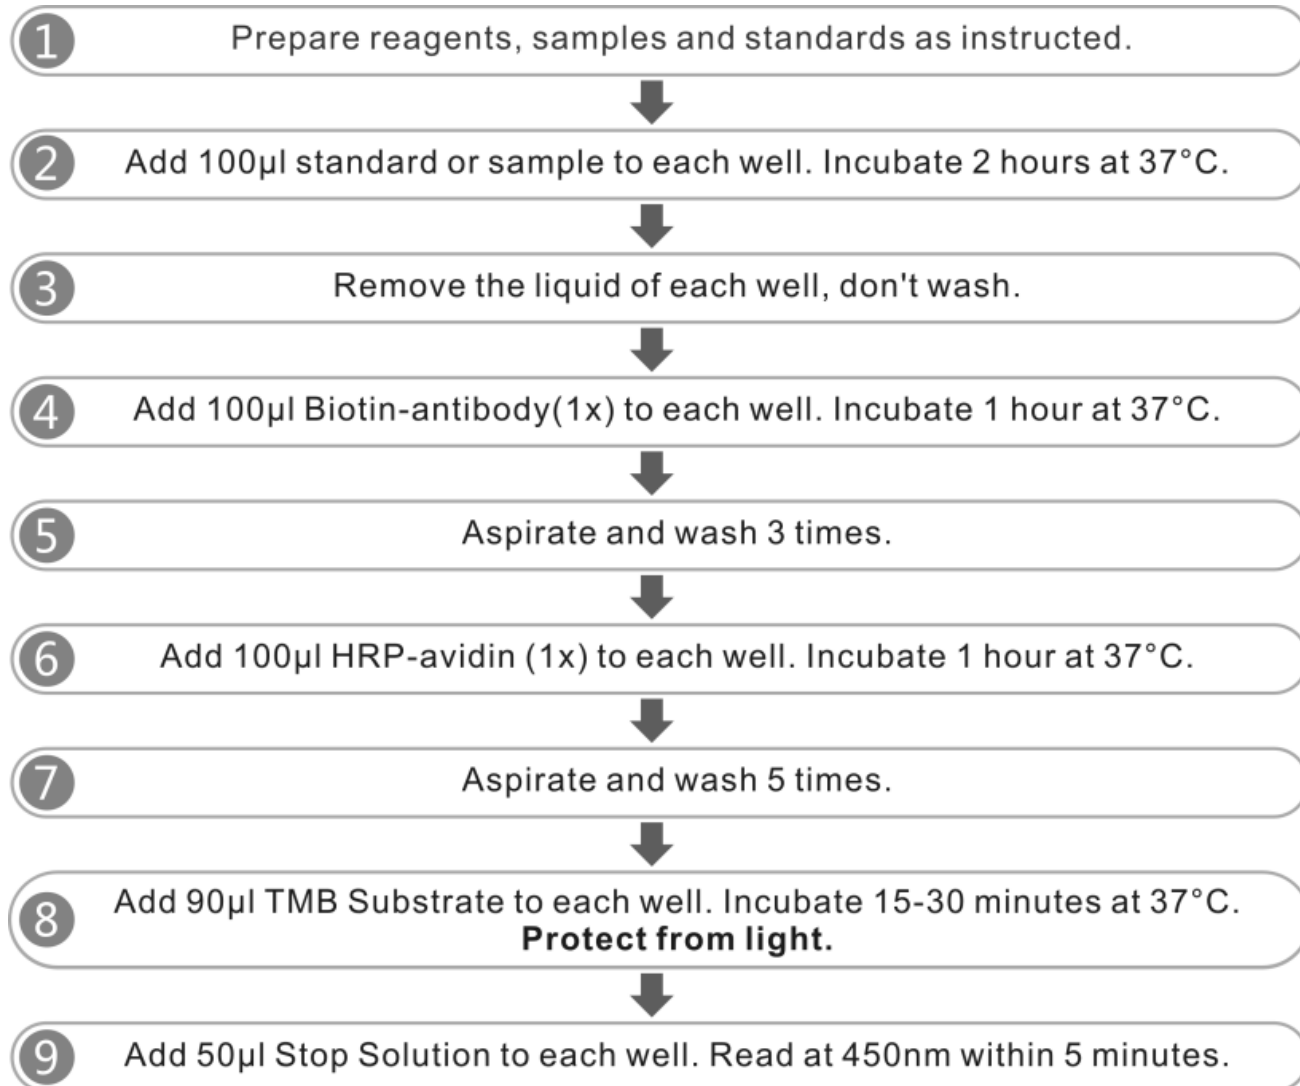 1 Prepare reagents, samples and standards as instructed.
2 Add 100µl standard or sample to each well. Incubate 2 hours at 37°C.
3 Remove the liquid of each well, don't wash.
4 Add 100µl Biotin-antibody(1x) to each well. Incubate 1 hour at 37°C.
5 Aspirate and wash 3 times.
6 Add 100µl HRP-avidin (1x) to each well. Incubate 1 hour at 37°C.
7 Aspirate and wash 5 times.
8 Add 90µl TMB Substrate to each well. Incubate 15-30 minutes at 37°C.
Protect from light.
9 Add 50µl Stop Solution to each well. Read at 450nm within 5 minutes.